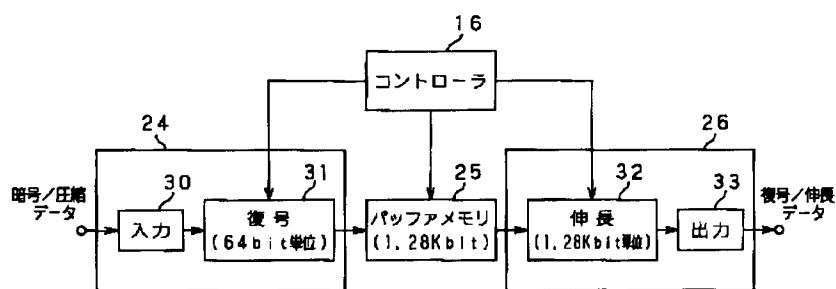 16
コントローラ
24
26
暗号/圧縮
データ
30
入力
31
復号
(64bit単位)
25
バッファメモリ
(1,28Kbit)
32
伸長
(1,28Kbit単位)
33
出力
復号/伸長
データ